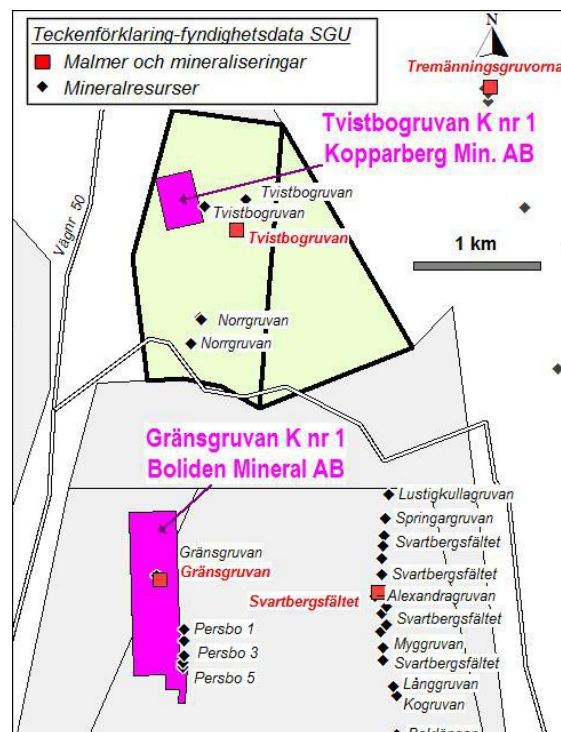 Teckenförklaring-fyndighetsdata SGU
Malmer och mineraliseringar
Mineralresurser
N
Tremänningsgruvorna
Tvistbogruvan K nr 1
Kopparberg Min. AB
Vägnr 50
Tvistbogruvan
Tvistbogruvan
Tvistbogruvan
1 km
Norrgruvan
Norrgruvan
Gränsgruvan K nr 1
Boliden Mineral AB
Lustigkullagruvan
Springargruvan
Svartbergsfältet
Gränsgruvan
Gränsgruvan
Svartbergsfältet
Svartbergsfältet
Alexandragruvan
Svartbergsfältet
Persbo 1
Myggruvan
Persbo 3
Svartbergsfältet
Persbo 5
Långgruvan
Kogruvan